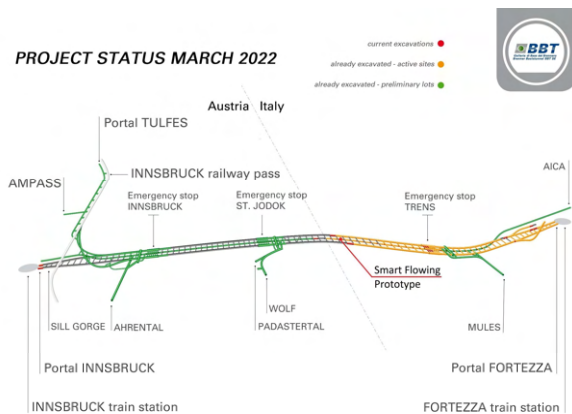 PROJECT STATUS MARCH 2022
current excavations
already excavated - active sites
already excavated - preliminary lots
BBT
Austria Italy
Portal TULFES
INNSBRUCK railway pass
AMPASS
Emergency stop
INNSBRUCK
Emergency stop
ST. JODOK
Emergency stop
TRENS
AICA
Smart Flowing
Prototype
SILL GORGE
AHRENTAL
WOLF
PADASTERTAL
MULES
Portal INNSBRUCK
Portal FORTEZZA
INNSBRUCK train station
FORTEZZA train station